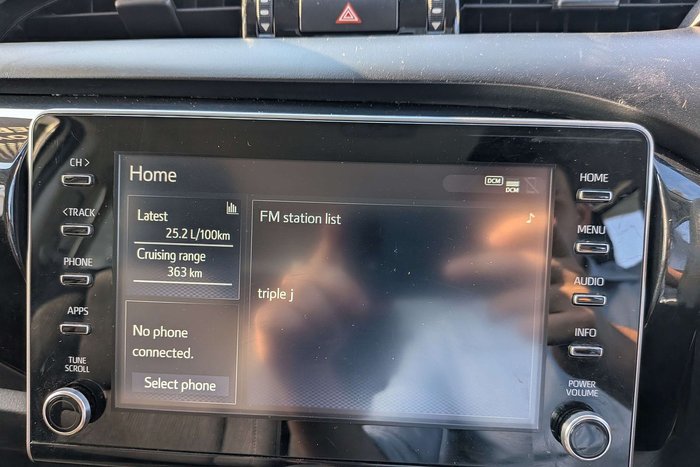 CH >
<TRACK
PHONE
APPS
TUNE
SCROLL
Home
Latest
25.2 L/100km
Cruising range
363 km
No phone
connected.
Select phone
FM station list
triple j
DCM
DCM
HOME
MENU
AUDIO
INFO
POWER
VOLUME